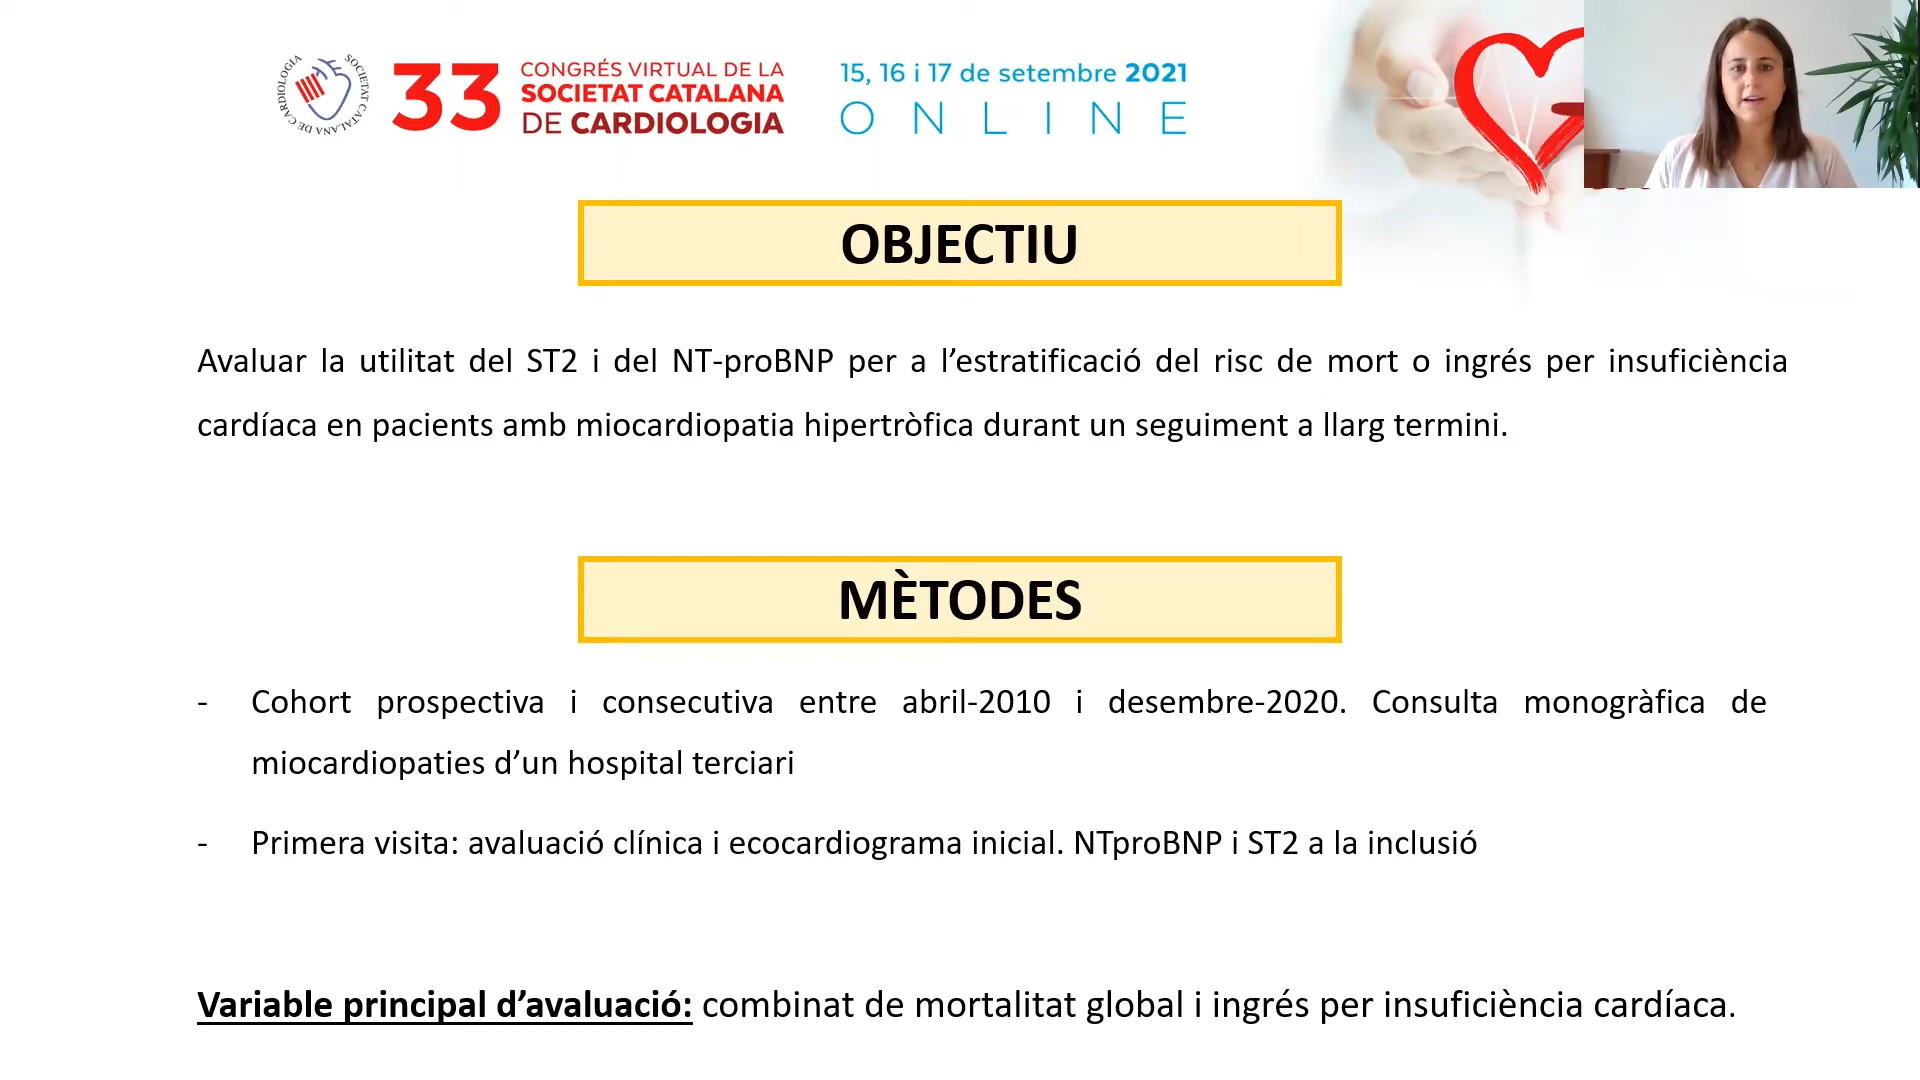 SOCIETAT CATALANA DE CARDIOLOGIA
33
CONGRÉS VIRTUAL DE LA
SOCIETAT CATALANA
DE CARDIOLOGIA
15, 16 i 17 de setembre 2021
ONLINE
OBJECTIU
Avaluar la utilitat del ST2 i del NT-proBNP per a l’estratificació del risc de mort o ingrés per insuficiència
cardíaca en pacients amb miocardiopatia hipertròfica durant un seguiment a llarg termini.
MÈTODES
- Cohort prospectiva i consecutiva entre abril-2010 i desembre-2020. Consulta monogràfica de
miocardiopaties d’un hospital terciari
- Primera visita: avaluació clínica i ecocardiograma inicial. NTproBNP i ST2 a la inclusió
Variable principal d’avaluació: combinat de mortalitat global i ingrés per insuficiència cardíaca.